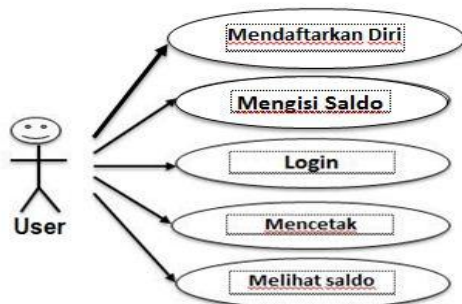 Mendaftarkan Diri
Mengisi Saldo
Login
Mencetak
Melihat saldo
User